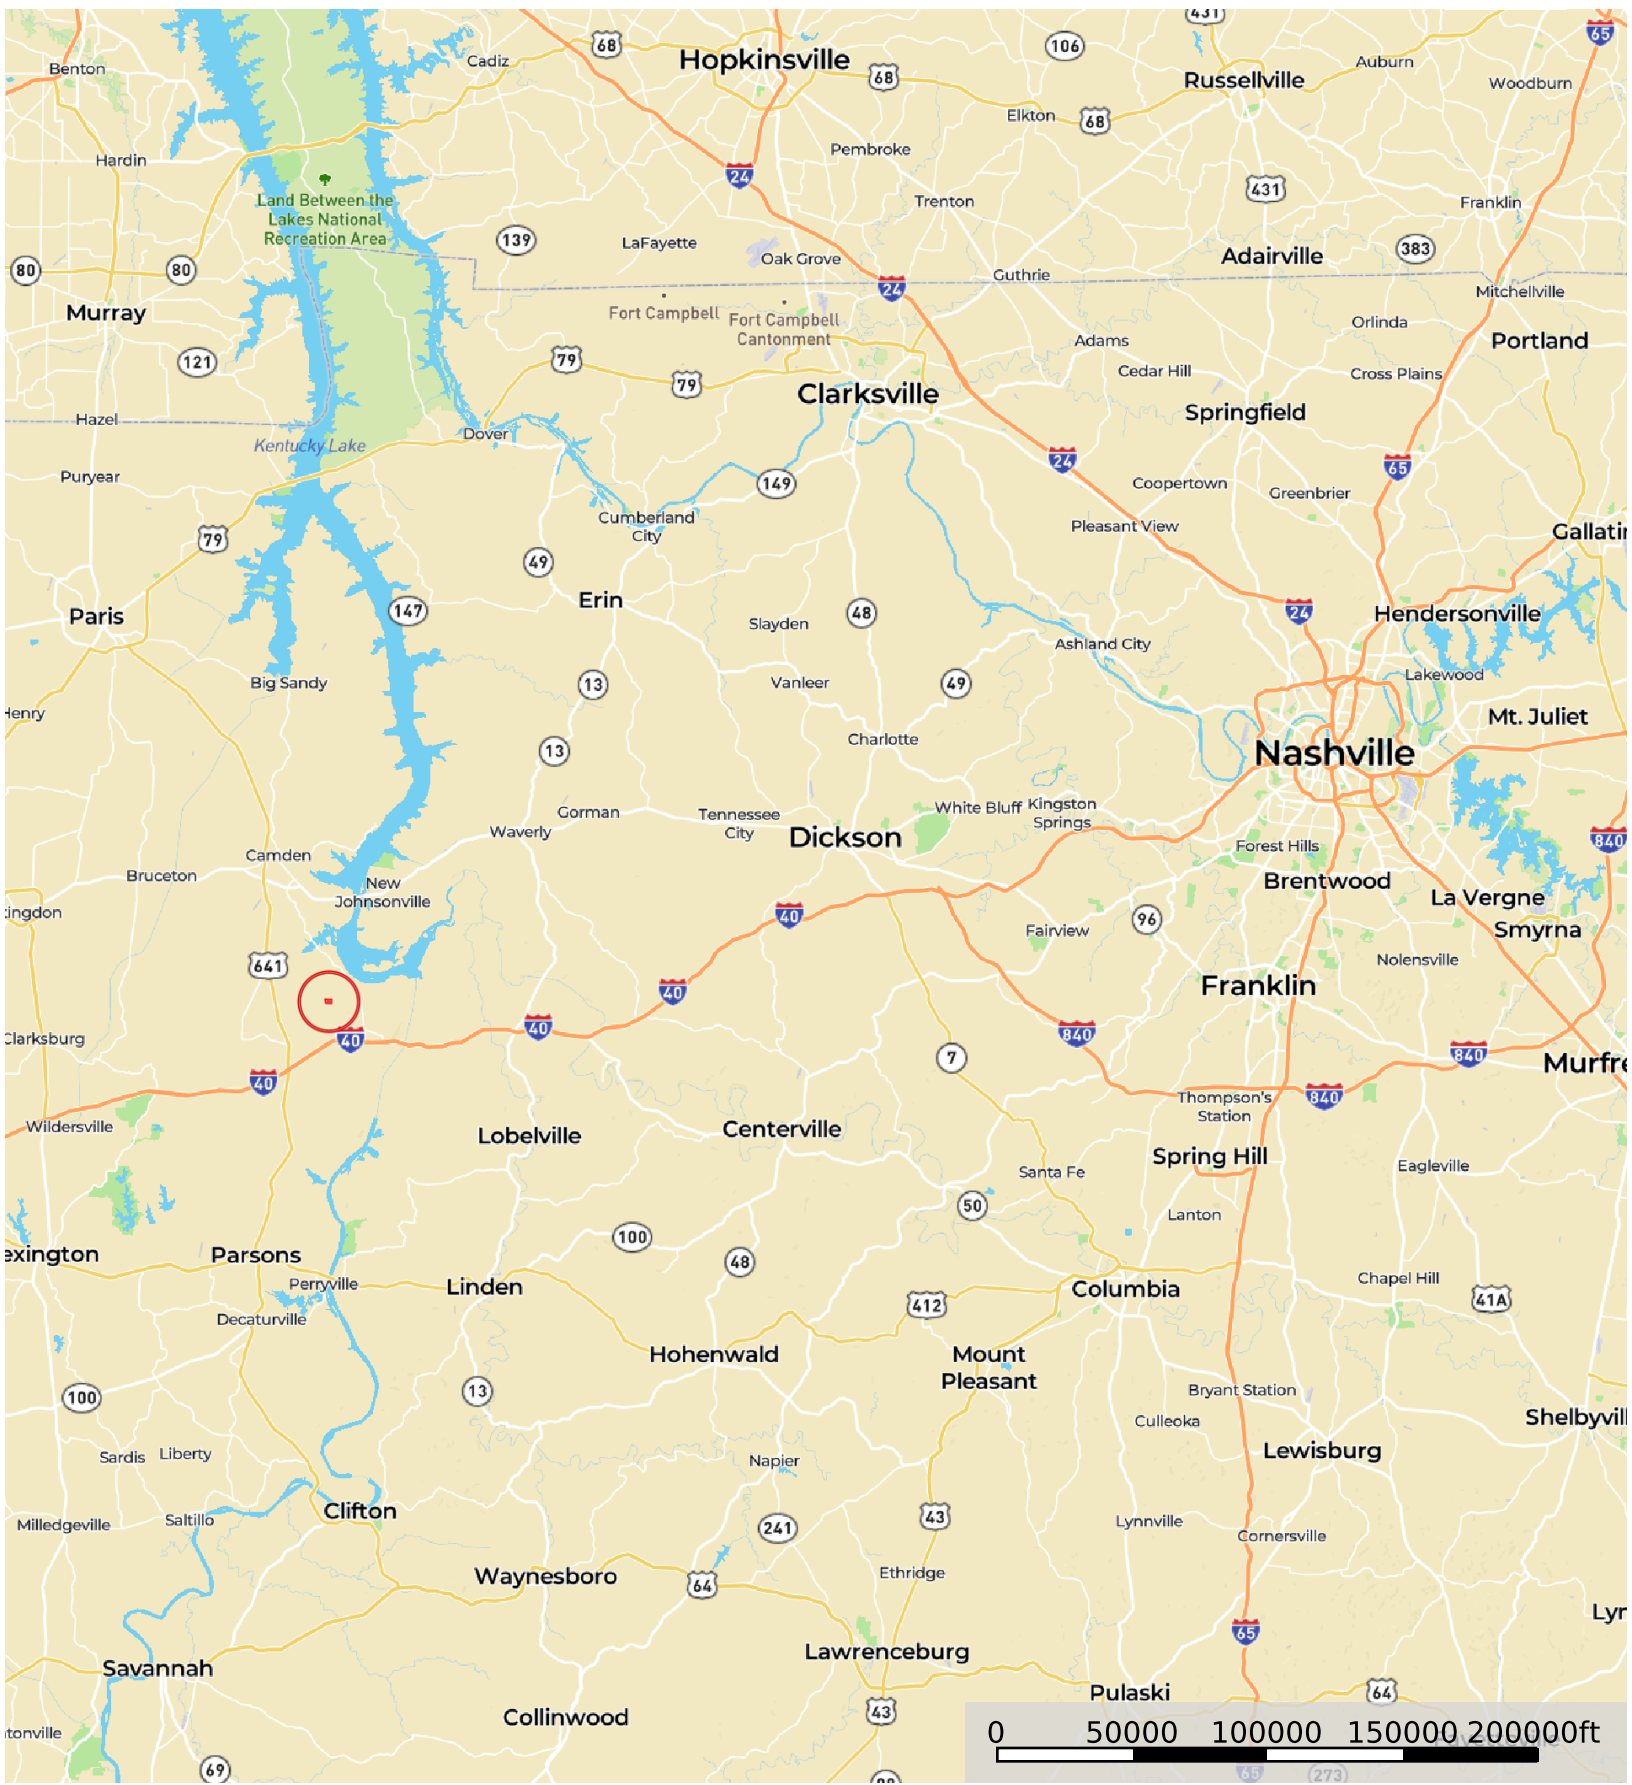 431
65
68
Hopkinsville
106
Cadiz
Auburn
Benton
68
Russellville
Woodburn
Elkton
68
Pembroke
Hardin
24
431
Land Between the
Lakes National
Recreation Area
Trenton
Franklin
139
LaFayette
Oak Grove
Adairville
383
80
80
Guthrie
24
Mitchellville
Murray
Fort Campbell
Fort Campbell
Cantonment
Orlinda
Adams
Portland
121
79
79
Cedar Hill
Cross Plains
Clarksville
Springfield
Hazel
Dover
Kentucky Lake
24
65
Puryear
149
Coopertown
Greenbrier
Cumberland
City
Pleasant View
79
Gallatin
49
Erin
147
48
24
Hendersonville
Paris
Slayden
Ashland City
Big Sandy
13
Vanleer
49
Lakewood
Henry
Mt. Juliet
13
Charlotte
Nashville
Gorman
Tennessee
City
White Bluff
Kingston
Springs
Waverly
Dickson
840
Camden
Forest Hills
Bruceton
New
Johnsonville
Brentwood
La Vergne
kingdon
40
96
Fairview
Smyrna
641
Nolensville
40
Franklin
Clarksburg
40
40
840
840
7
Murfre
40
Thompson's
Station
840
Wildersville
Lobelville
Centerville
Spring Hill
Eagleville
Santa Fe
50
Lanton
100
exington
Parsons
48
Perryville
Linden
Columbia
Chapel Hill
412
41A
Decaturville
Hohenwald
Mount
Pleasant
100
13
Bryant Station
Culleoka
Shelbyvill
Sardis
Liberty
Napier
Lewisburg
Clifton
Milledgeville
Saltillo
241
43
Lynnville
Cornersville
Waynesboro
64
Ethridge
Lyn
65
Savannah
Lawrenceburg
Pulaski
64
Collinwood
43
tonville
0 50000 100000 150000 200000ft
Fayetteville
69
65
273